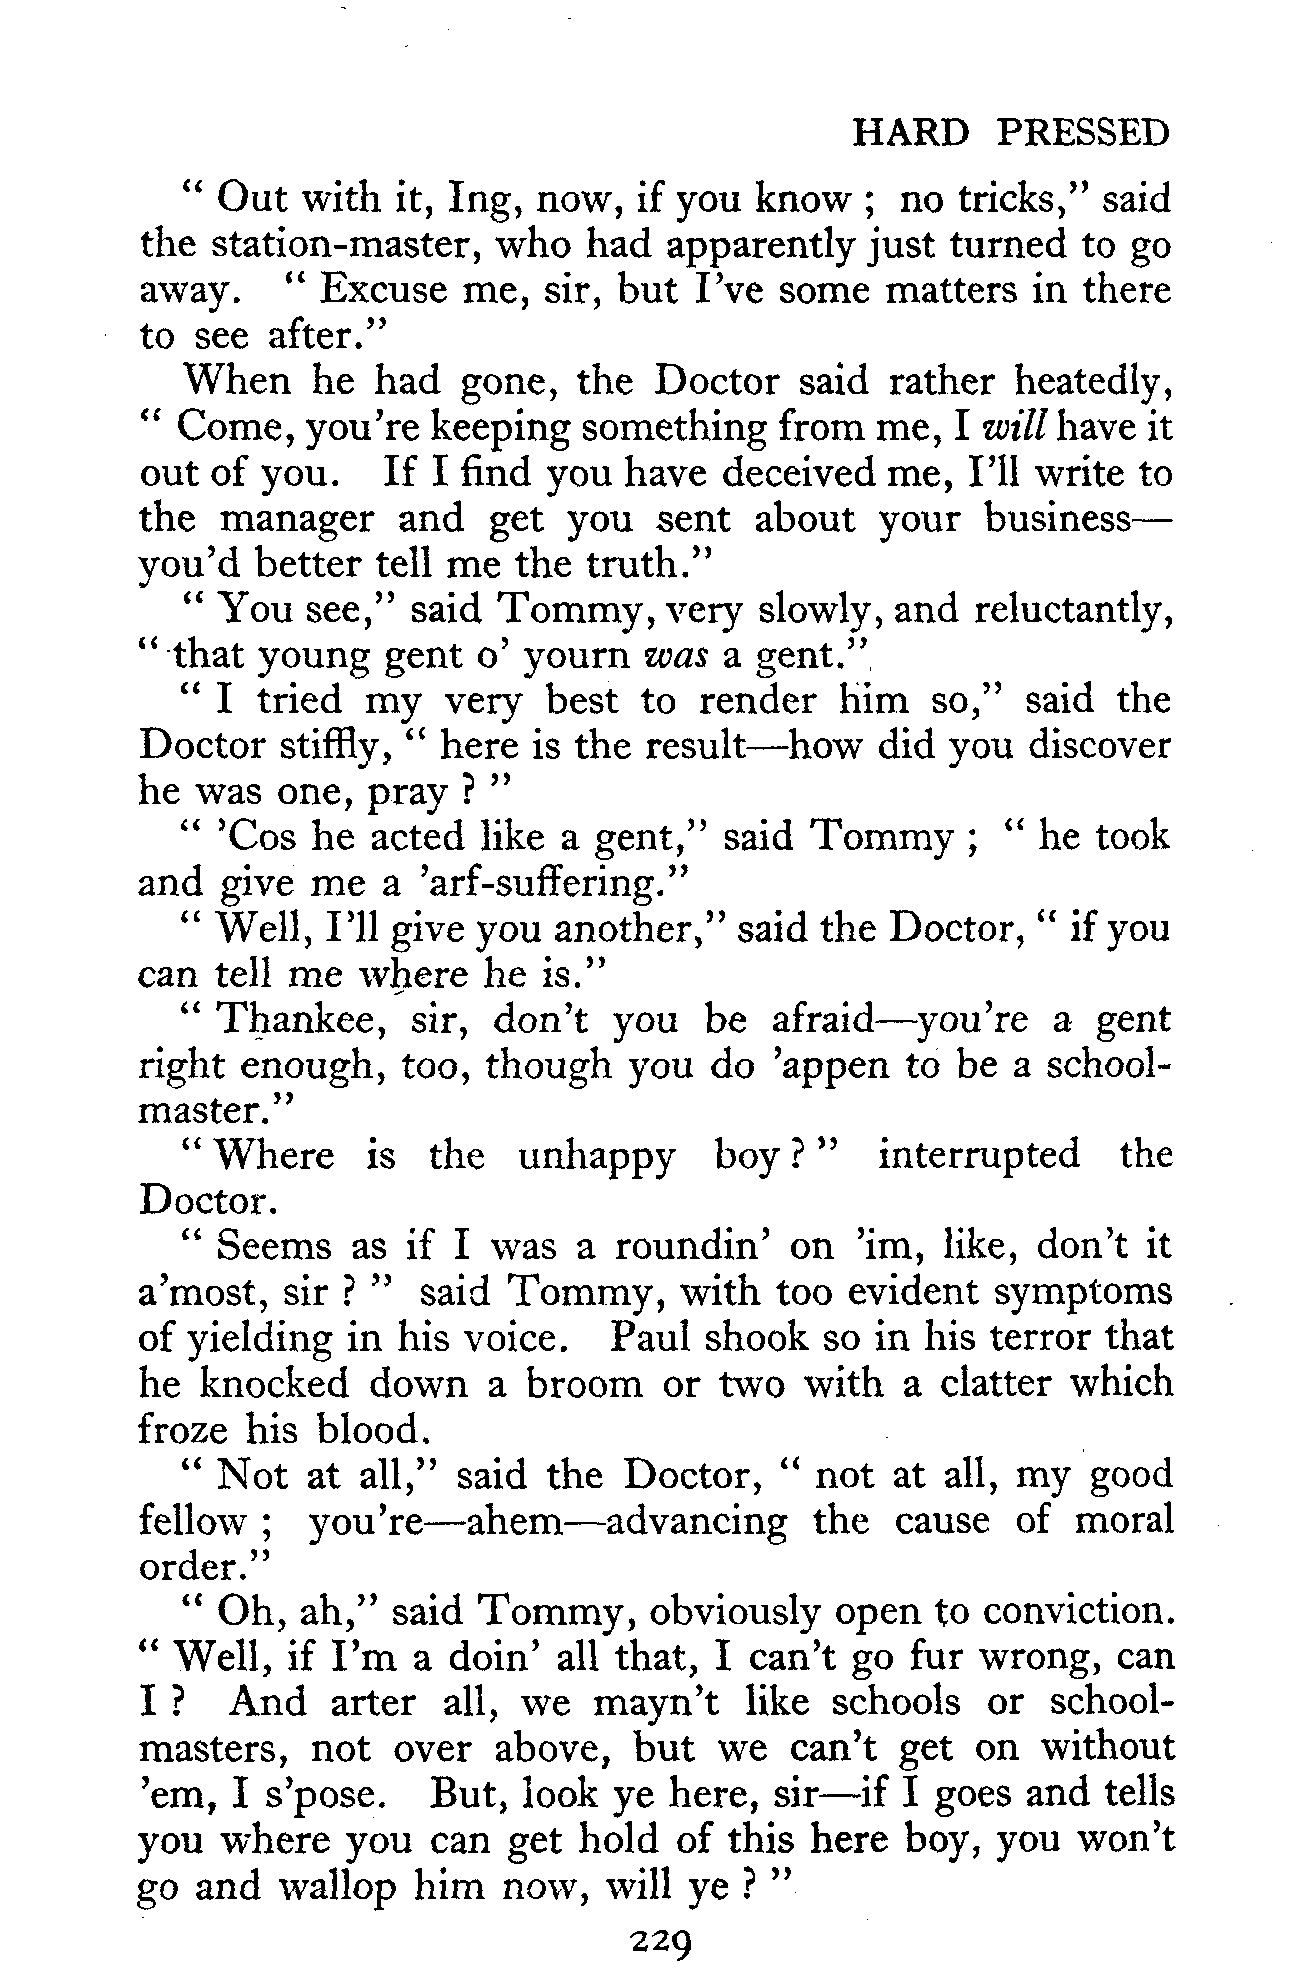 HARD PRESSED
“ Out with it, Ing, now, if you know ; no tricks,” said
the station-master, who had apparently just turned to go
away. “ Excuse me, sir, but I’ve some matters in there
to see after.”
When he had gone, the Doctor said rather heatedly,
“ Come, you’re keeping something from me, I will have it
out of you. If I find you have deceived me, I’ll write to
the manager and get you sent about your business—
you’d better tell me the truth.”
“ You see,” said Tommy, very slowly, and reluctantly,
“ that young gent o’ yourn was a gent.”
“ I tried my very best to render him so,” said the
Doctor stiffly, “ here is the result—how did you discover
he was one, pray ? ”
“ ’Cos he acted like a gent,” said Tommy ; “ he took
and give me a ’arf-suffering.”
“ Well, I’ll give you another,” said the Doctor, “ if you
can tell me where he is.”
“ Thankee, sir, don’t you be afraid—you’re a gent
right enough, too, though you do ’appen to be a school-
master.”
“ Where is the unhappy boy ? ” interrupted the
Doctor.
“ Seems as if I was a roundin’ on ’im, like, don’t it
a’most, sir ? ” said Tommy, with too evident symptoms
of yielding in his voice. Paul shook so in his terror that
he knocked down a broom or two with a clatter which
froze his blood.
“ Not at all,” said the Doctor, “ not at all, my good
fellow ; you’re—ahem—advancing the cause of moral
order.”
“ Oh, ah,” said Tommy, obviously open to conviction.
“ Well, if I’m a doin’ all that, I can’t go fur wrong, can
I ? And arter all, we mayn’t like schools or school-
masters, not over above, but we can’t get on without
’em, I s’pose. But, look ye here, sir—if I goes and tells
you where you can get hold of this here boy, you won’t
go and wallop him now, will ye ? ”
229